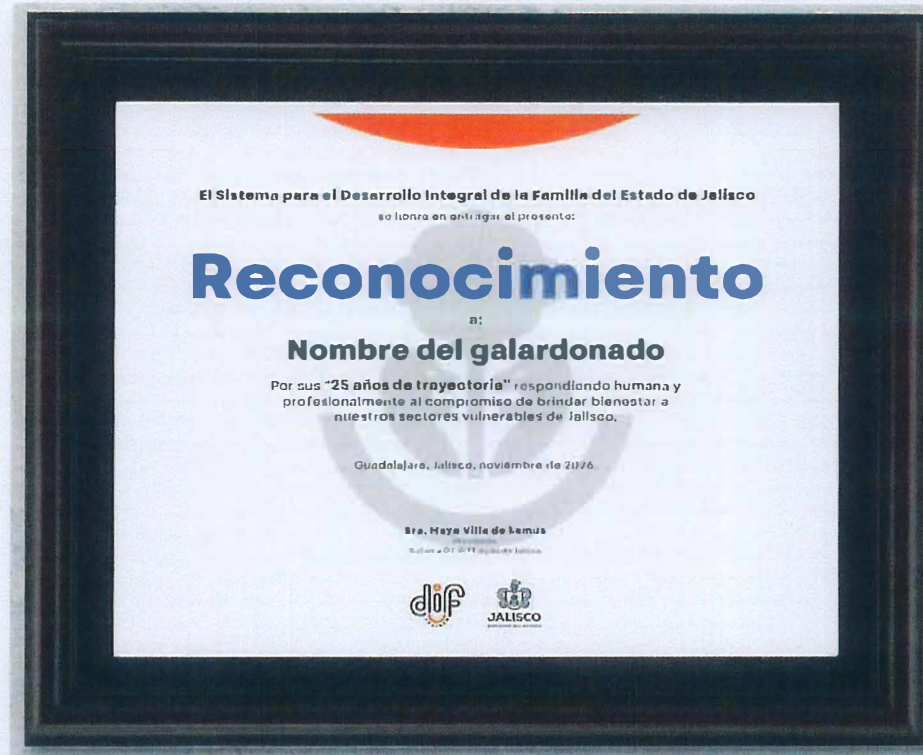 El Sistema para el Desarrollo Integral de la Familia del Estado de Jalisco
se honra en entregar el presente:
Reconocimiento
a:
Nombre del galardonado
Por sus "25 años de trayectoria" respondiendo humana y
profesionalmente al compromiso de brindar bienestar a
nuestros sectores vulnerables de Jalisco.
Guadalajara, Jalisco, noviembre de 2026.
Sra. Maye Villa de Lemus
dif
JALISCO